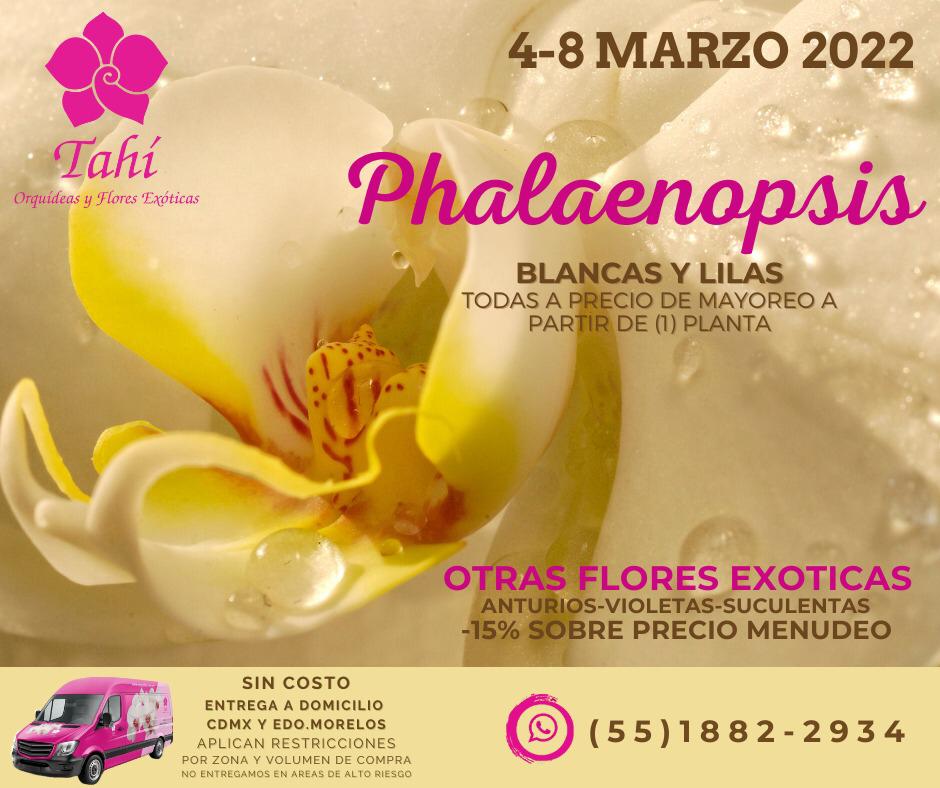 Tahí
Orquídeas y Flores Exóticas
4-8 MARZO 2022
Phalaenopsis
BLANCAS Y LILAS
TODAS A PRECIO DE MAYOREO A
PARTIR DE (1) PLANTA
OTRAS FLORES EXOTICAS
ANTURIOS-VIOLETAS-SUCULENTAS
-15% SOBRE PRECIO MENUDEO
SIN COSTO
ENTREGA A DOMICILIO
CDMX Y EDO.MORELOS
APLICAN RESTRICCIONES
POR ZONA Y VOLUMEN DE COMPRA
NO ENTREGAMOS EN AREAS DE ALTO RIESGO
(55)1882-2934